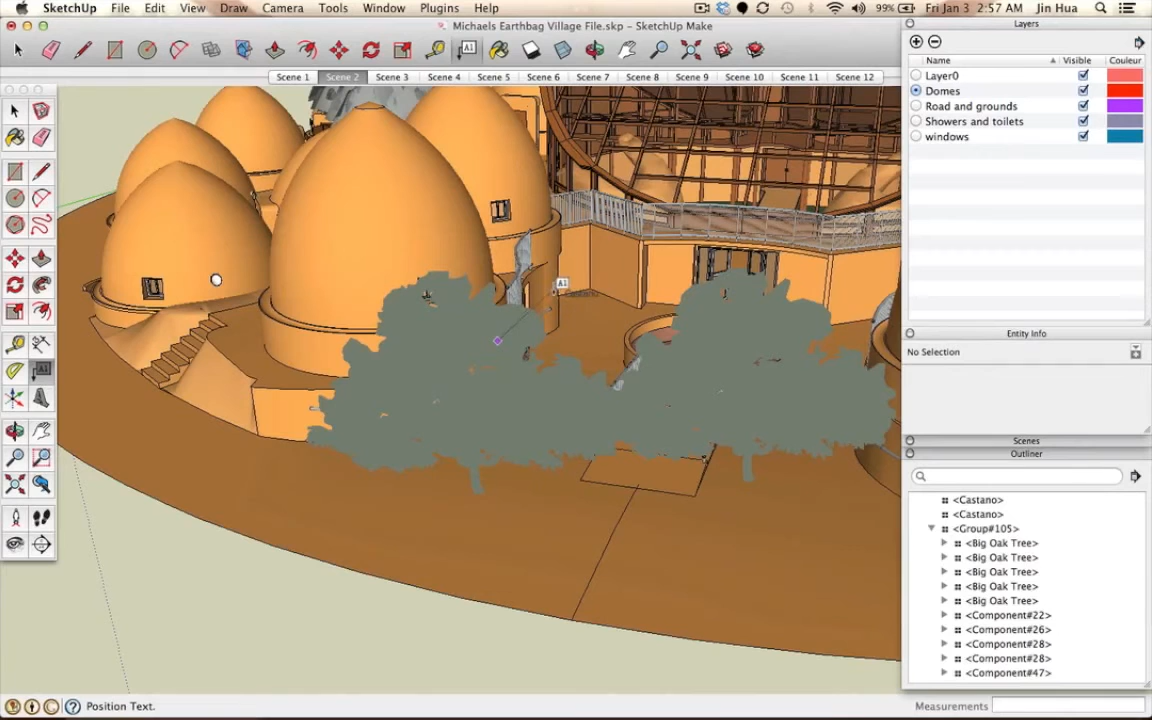 SketchUp File Edit View Draw Camera Tools Window Plugins Help 99% Fri Jan 3 2:57 AM Jin Hua
Michaels Earthbag Village File.skp - SketchUp Make
A1
Scene 1 Scene 2 Scene 3 Scene 4 Scene 5 Scene 6 Scene 7 Scene 8 Scene 9 Scene 10 Scene 11 Scene 12
Layers
Name Visible Couleur
Layer0
Domes
Road and grounds
Showers and toilets
windows
A1
A1
Entity Info
No Selection
Scenes
Outliner
<Castano>
<Castano>
<Group#105>
<Big Oak Tree>
<Big Oak Tree>
<Big Oak Tree>
<Big Oak Tree>
<Big Oak Tree>
<Component#22>
<Component#26>
<Component#28>
<Component#28>
<Component#47>
Position Text.
Measurements